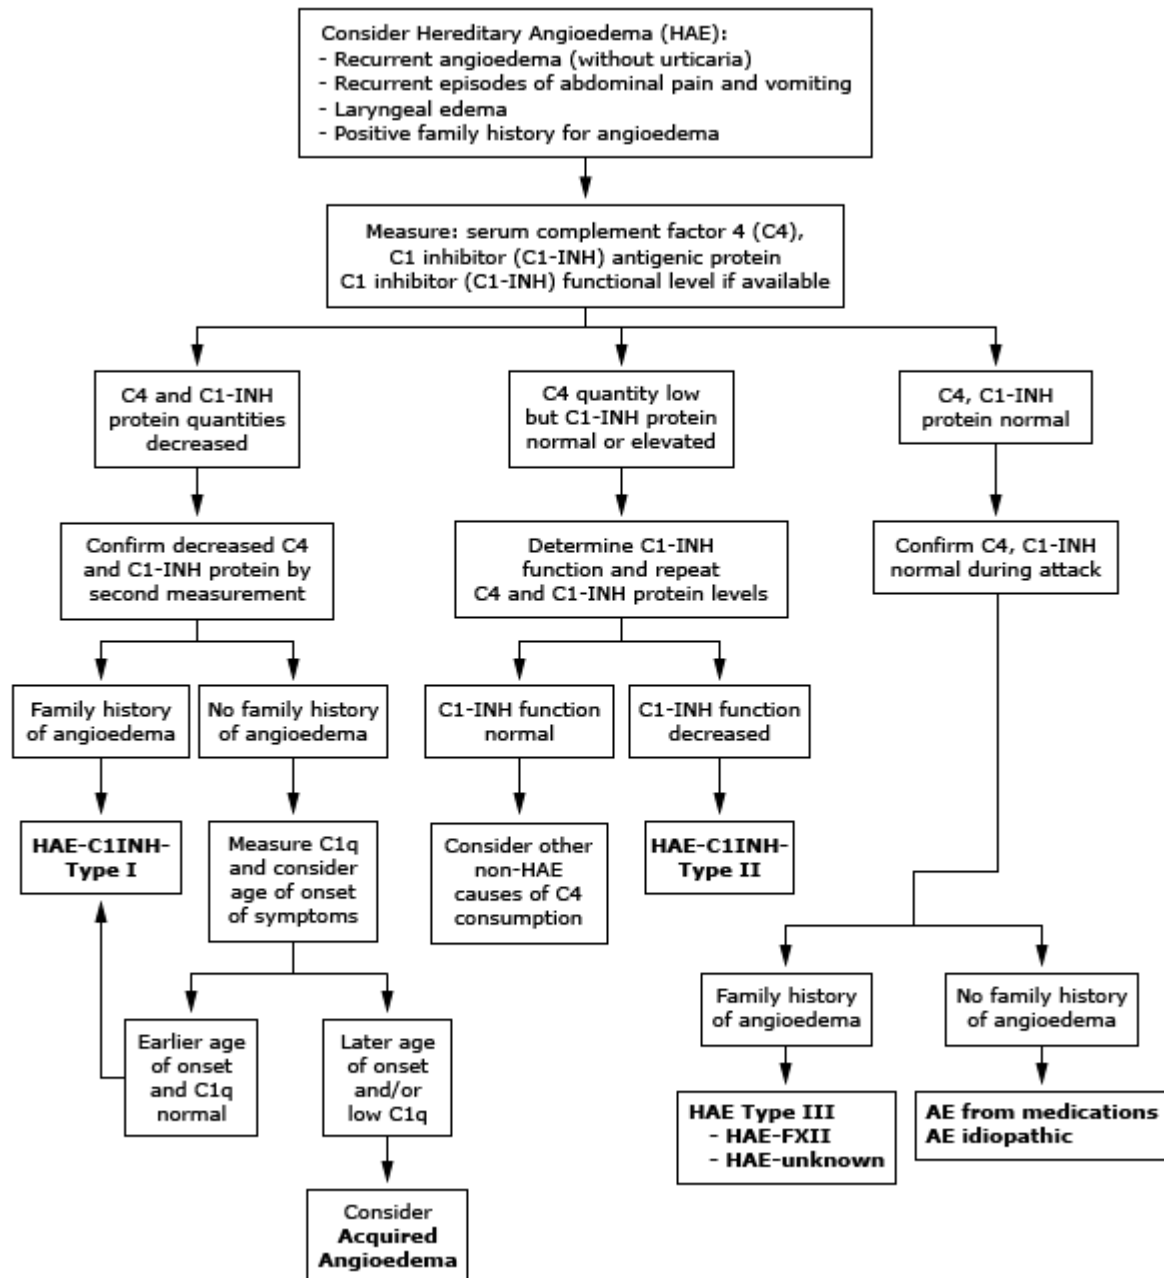 Consider Hereditary Angioedema (HAE):
- Recurrent angioedema (without urticaria)
- Recurrent episodes of abdominal pain and vomiting
- Laryngeal edema
- Positive family history for angioedema
Measure: serum complement factor 4 (C4),
C1 inhibitor (C1-INH) antigenic protein
C1 inhibitor (C1-INH) functional level if available
C4 and C1-INH
protein quantities
decreased
C4 quantity low
but C1-INH protein
normal or elevated
C4, C1-INH
protein normal
Confirm decreased C4
and C1-INH protein by
second measurement
Determine C1-INH
function and repeat
C4 and C1-INH protein levels
Confirm C4, C1-INH
normal during attack
Family history
of angioedema
No family history
of angioedema
C1-INH function
normal
C1-INH function
decreased
HAE-C1INH-
Type I
Measure C1q
and consider
age of onset
of symptoms
Consider other
non-HAE
causes of C4
consumption
HAE-C1INH-
Type II
Family history
of angioedema
No family history
of angioedema
Earlier age
of onset
and C1q
normal
Later age
of onset
and/or
low C1q
HAE Type III
- HAE-FXII
- HAE-unknown
AE from medications
AE idiopathic
Consider
Acquired
Angioedema